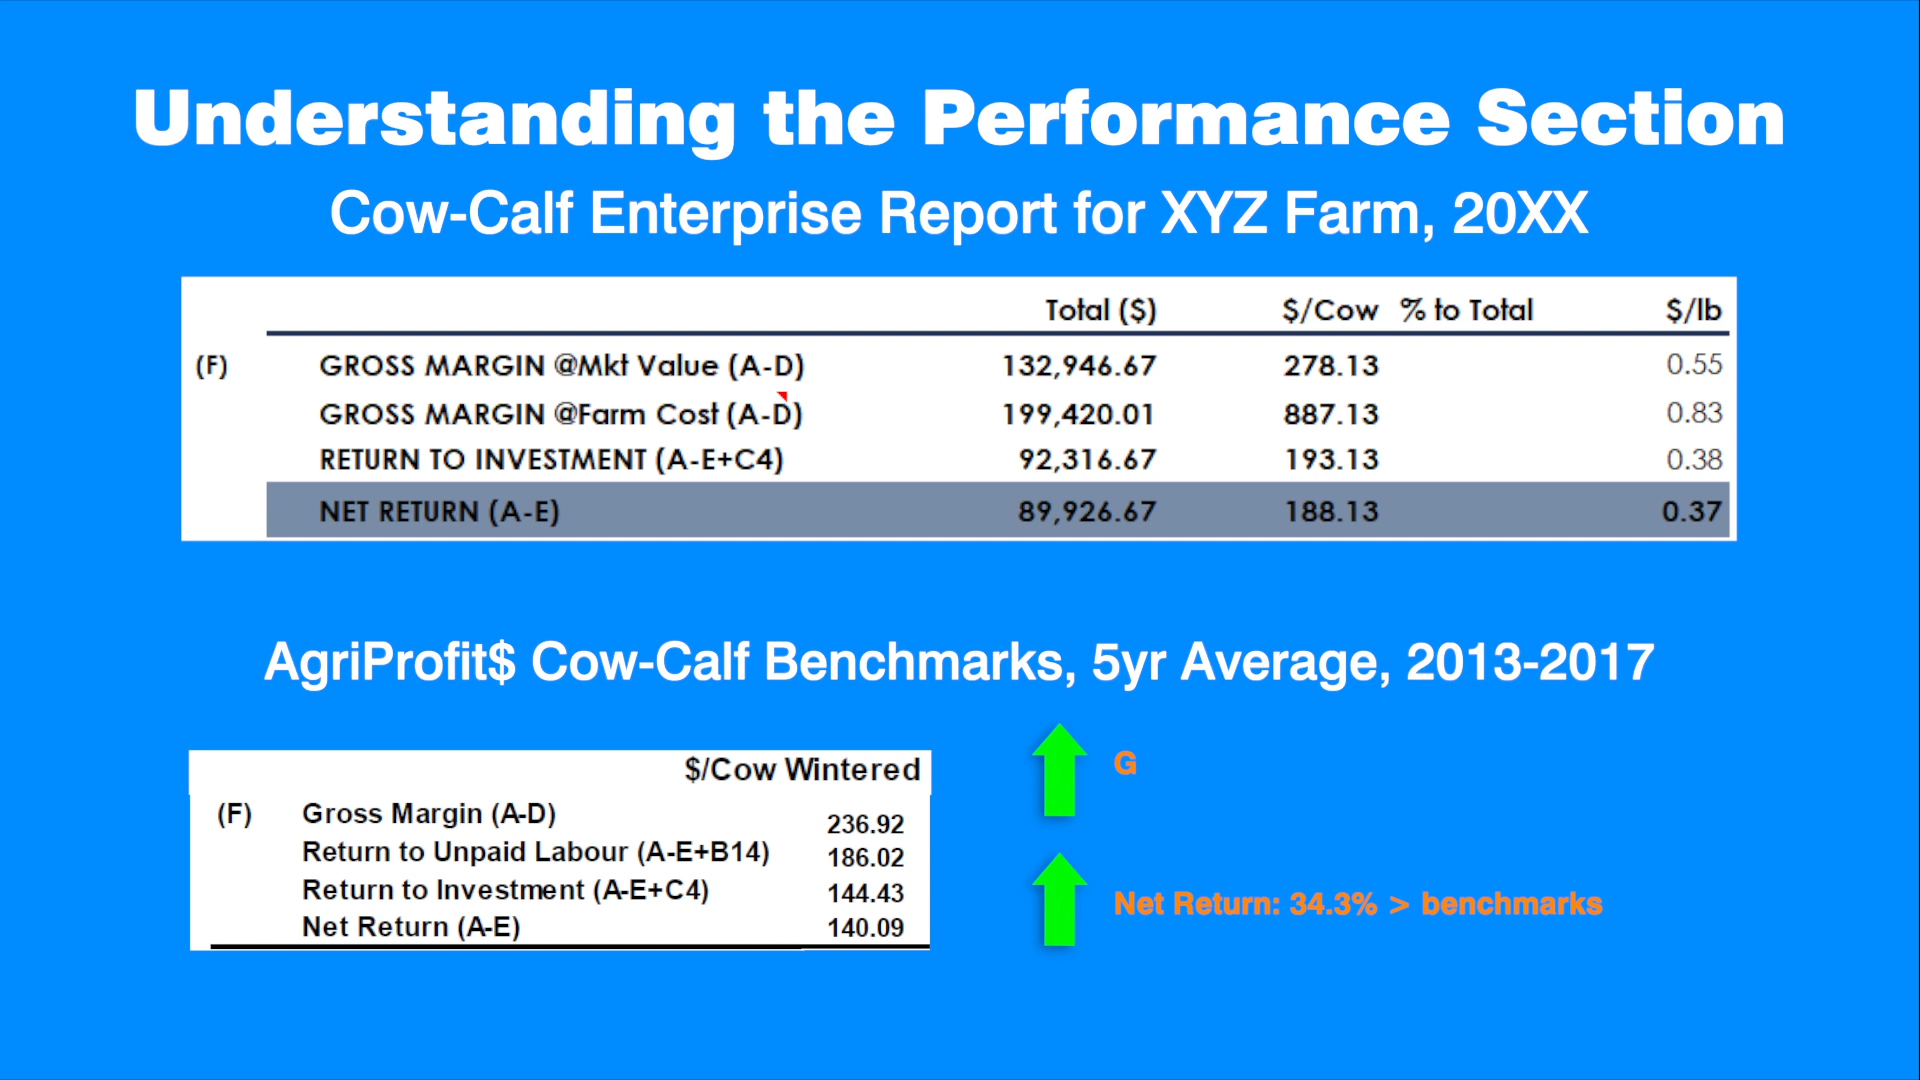 Understanding the Performance Section
Cow-Calf Enterprise Report for XYZ Farm, 20XX
Total ($) $/Cow % to Total $/lb
(F) GROSS MARGIN @Mkt Value (A-D) 132,946.67 278.13 0.55
GROSS MARGIN @Farm Cost (A-D) 199,420.01 887.13 0.83
RETURN TO INVESTMENT (A-E+C4) 92,316.67 193.13 0.38
NET RETURN (A-E) 89,926.67 188.13 0.37
AgriProfit$ Cow-Calf Benchmarks, 5yr Average, 2013-2017
$/Cow Wintered
(F) Gross Margin (A-D) 236.92
Return to Unpaid Labour (A-E+B14) 186.02
Return to Investment (A-E+C4) 144.43
Net Return (A-E) 140.09
G
Net Return: 34.3% > benchmarks